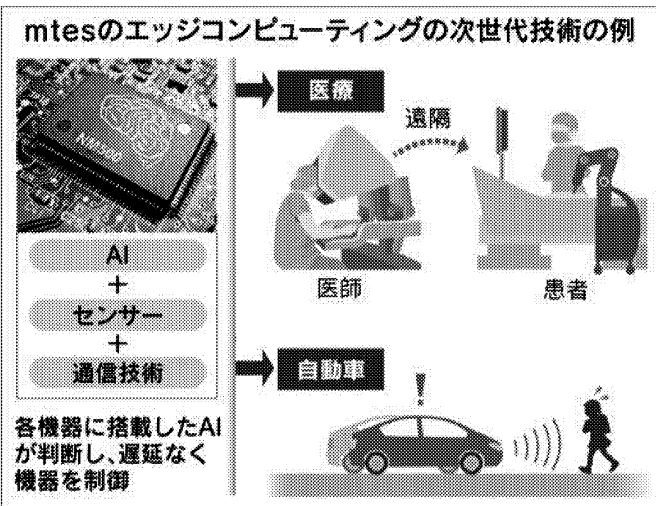 mtesのエッジコンピューティングの次世代技術の例
AI
+
センサー
+
通信技術
各機器に搭載したAI
が判断し、遅延なく
機器を制御
医療
遠隔
医師
患者
自動車
!